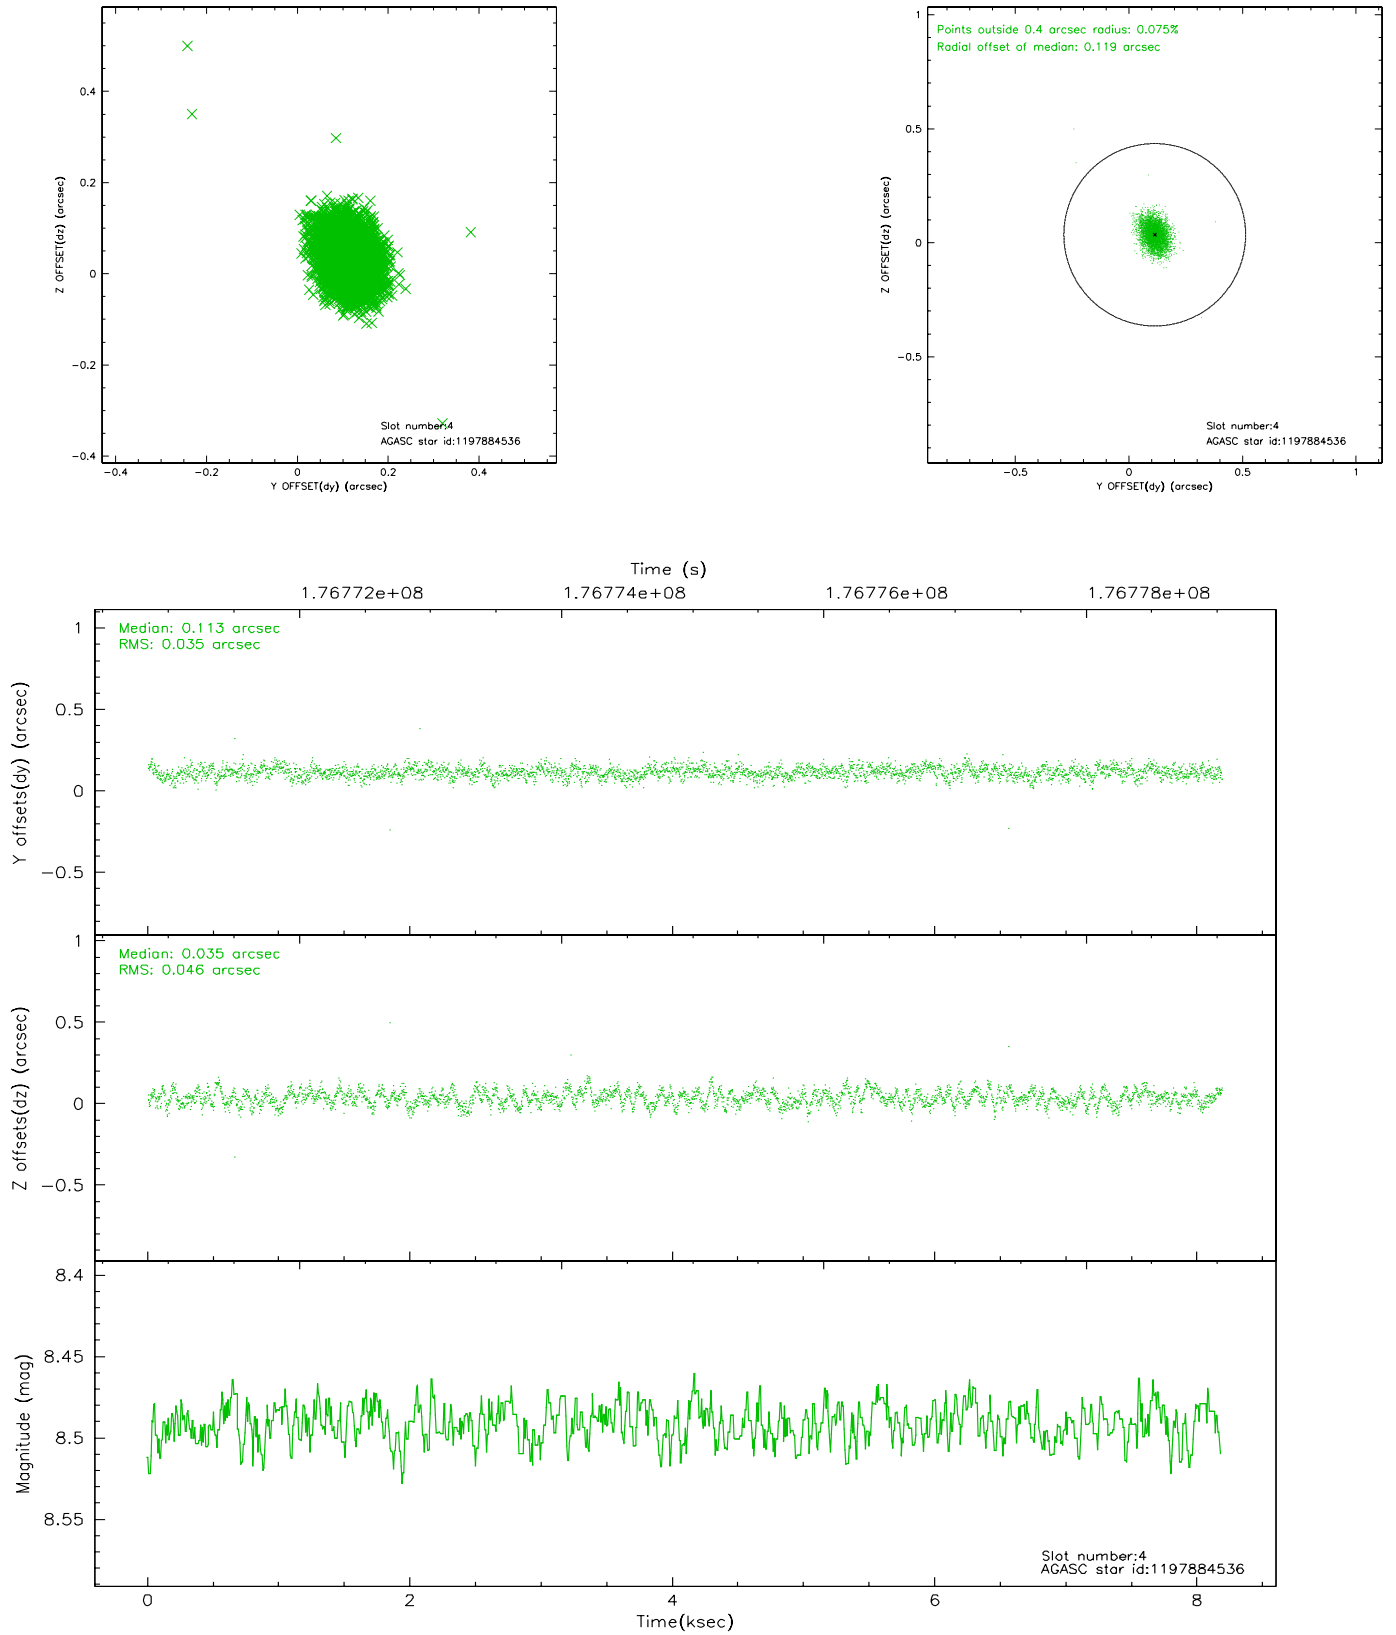 0.4
0.2
0
−0.2
−0.4
Z OFFSET(dz) (arcsec)
−0.4
−0.2
0
0.2
0.4
Y OFFSET(dy) (arcsec)
Slot number:4
AGASC star id:1197884536
Points outside 0.4 arcsec radius: 0.075%
Radial offset of median: 0.119 arcsec
1
0.5
0
−0.5
Z OFFSET(dz) (arcsec)
−0.5
0
0.5
1
Y OFFSET(dy) (arcsec)
Slot number:4
AGASC star id:1197884536
Time (s)
1.76772e+08
1.76774e+08
1.76776e+08
1.76778e+08
Median: 0.113 arcsec
RMS: 0.035 arcsec
1
0.5
0
−0.5
Y offsets(dy) (arcsec)
Median: 0.035 arcsec
RMS: 0.046 arcsec
1
0.5
0
−0.5
Z offsets(dz) (arcsec)
8.4
8.45
8.5
8.55
Magnitude (mag)
Slot number:4
AGASC star id:1197884536
0
2
4
6
8
Time(ksec)